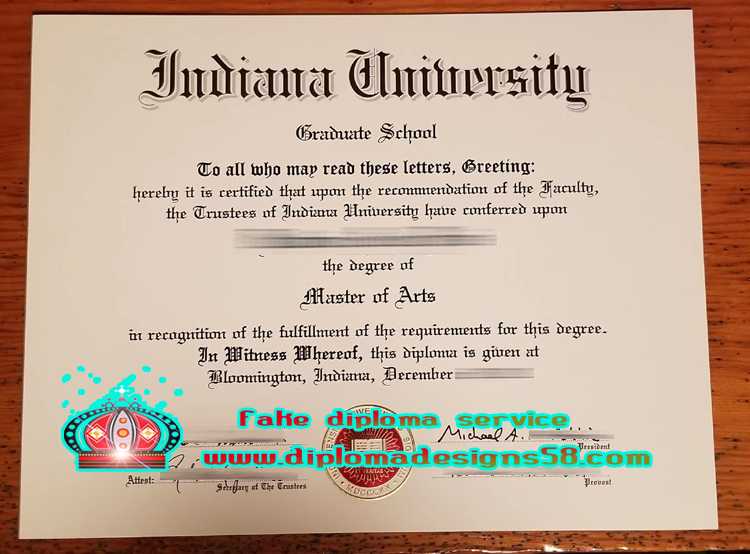 Indiana University
Graduate School
To all who may read these letters, Greeting:
hereby it is certified that upon the recommendation of the Faculty,
the Trustees of Indiana University have conferred upon
the degree of
Master of Arts
in recognition of the fulfillment of the requirements for this degree.
In Witness Whereof, this diploma is given at
Bloomington, Indiana, December
Fake diploma service
Michael A.
President
www.diplomadesigns58.com
Attest:
Secretary of The Trustees
Provost